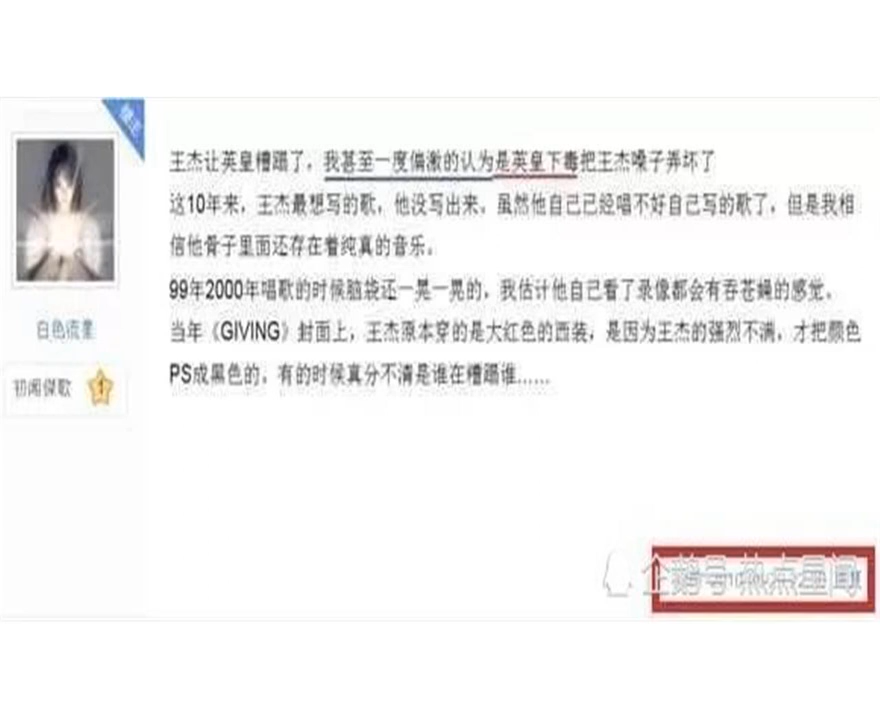 楼主
王杰让英皇糟蹋了，我甚至一度偏激的认为是英皇下毒把王杰嗓子弄坏了
这10年来，王杰最想写的歌，他没写出来。虽然他自己已经唱不好自己写的歌了，但是我相
信他骨子里面还存在着纯真的音乐。
99年2000年唱歌的时候脑袋还一晃一晃的，我估计他自己看了录像都会有吞苍蝇的感觉。
当年《GIVING》封面上，王杰原本穿的是大红色的西装，是因为王杰的强烈不满，才把颜色
PS成黑色的。有的时候真分不清是谁在糟蹋谁……
白色流星
初闻杰歌 1
企鹅号 热点星闻